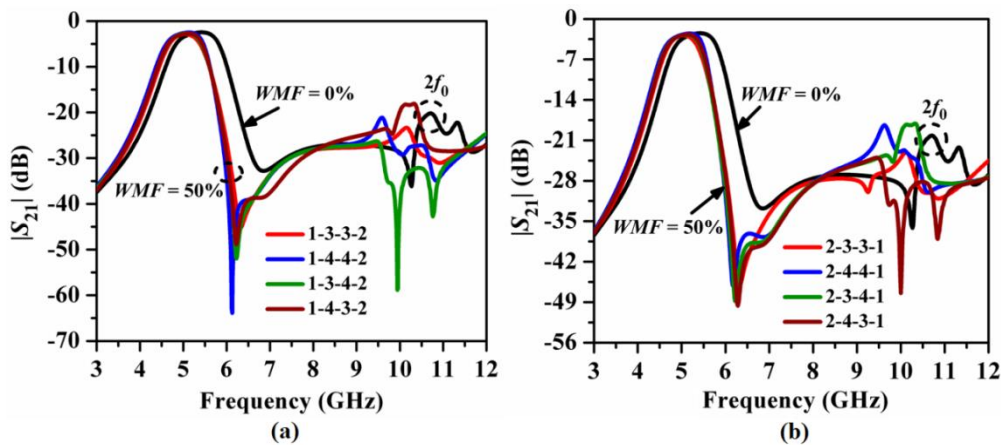 0
-10
-20
-30
-40
-50
-60
-70
|S21| (dB)
2f0
WMF = 0%
WMF = 50%
1-3-3-2
1-4-4-2
1-3-4-2
1-4-3-2
3 4 5 6 7 8 9 10 11 12
Frequency (GHz)
(a)
0
-7
-14
-21
-28
-35
-42
-49
-56
|S21| (dB)
2f0
WMF = 0%
WMF = 50%
2-3-3-1
2-4-4-1
2-3-4-1
2-4-3-1
3 4 5 6 7 8 9 10 11 12
Frequency (GHz)
(b)